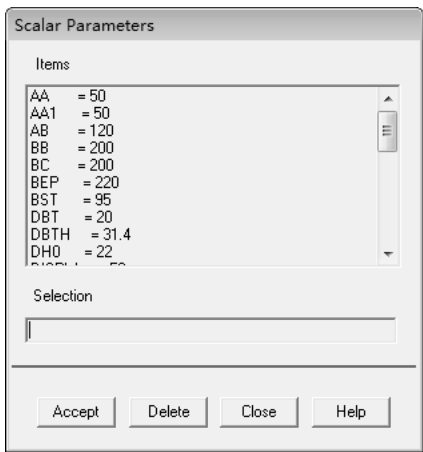 Scalar Parameters
Items
AA = 50
AA1 = 50
AB = 120
BB = 200
BC = 200
BEP = 220
BST = 95
DBT = 20
DBTH = 31.4
DH0 = 22
Selection
Accept Delete Close Help